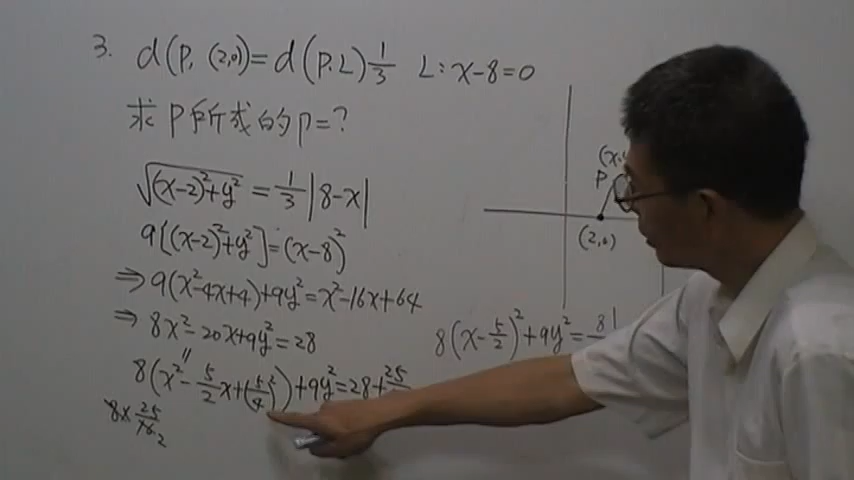 3. d(P, (2,0)) = d(P.L) 1/3 L: x-8=0
求P所成的P=?
√((x-2)²+y²) = 1/3 |8-x|
9[(x-2)²+y²]=(x-8)²
⇒ 9(x²-4x+4)+9y²=x²-16x+64
⇒ 8x²-20x+9y²=28
8(x²-5/2x+(5/4)²)+9y²=28+25
8×25/16 2
(x,
P
(2,0)
8(x-5/2)²+9y²=81